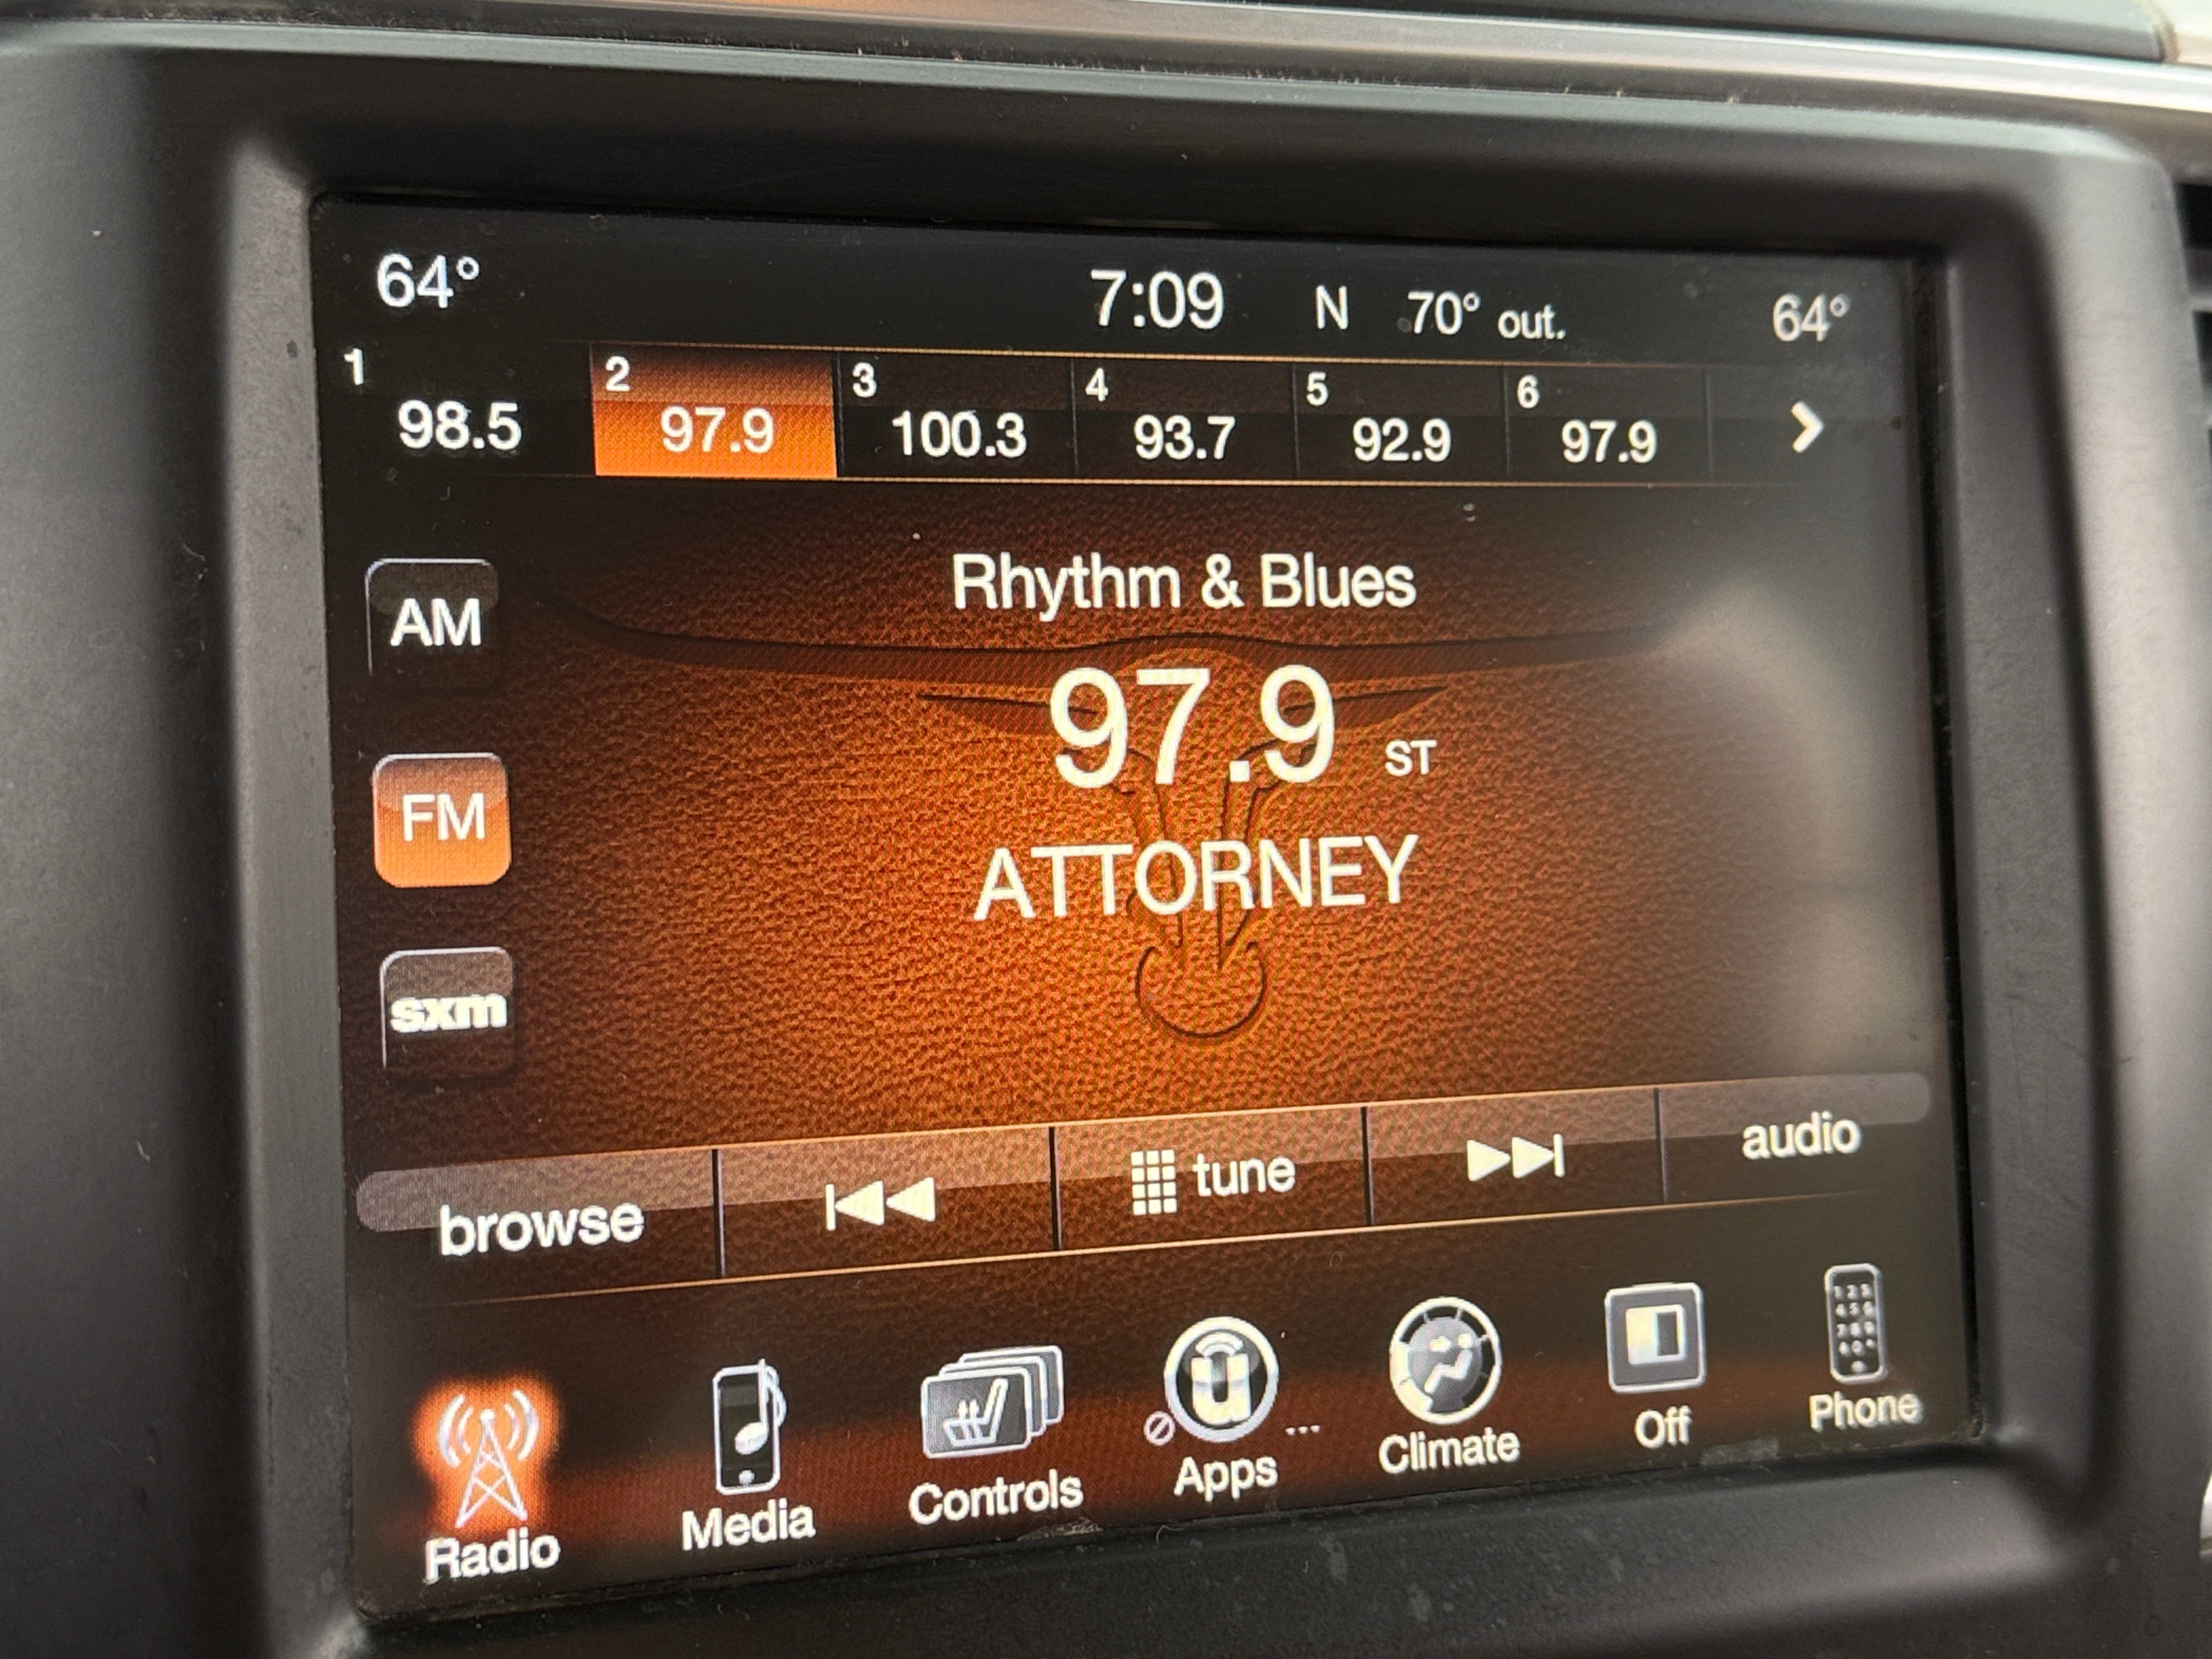 64° 7:09 N 70° out. 64°
1 2 3 4 5 6
98.5 97.9 100.3 93.7 92.9 97.9
Rhythm & Blues
AM
97.9 ST
FM
ATTORNEY
sxm
browse tune audio
Radio Media Controls Apps ... Climate Off Phone